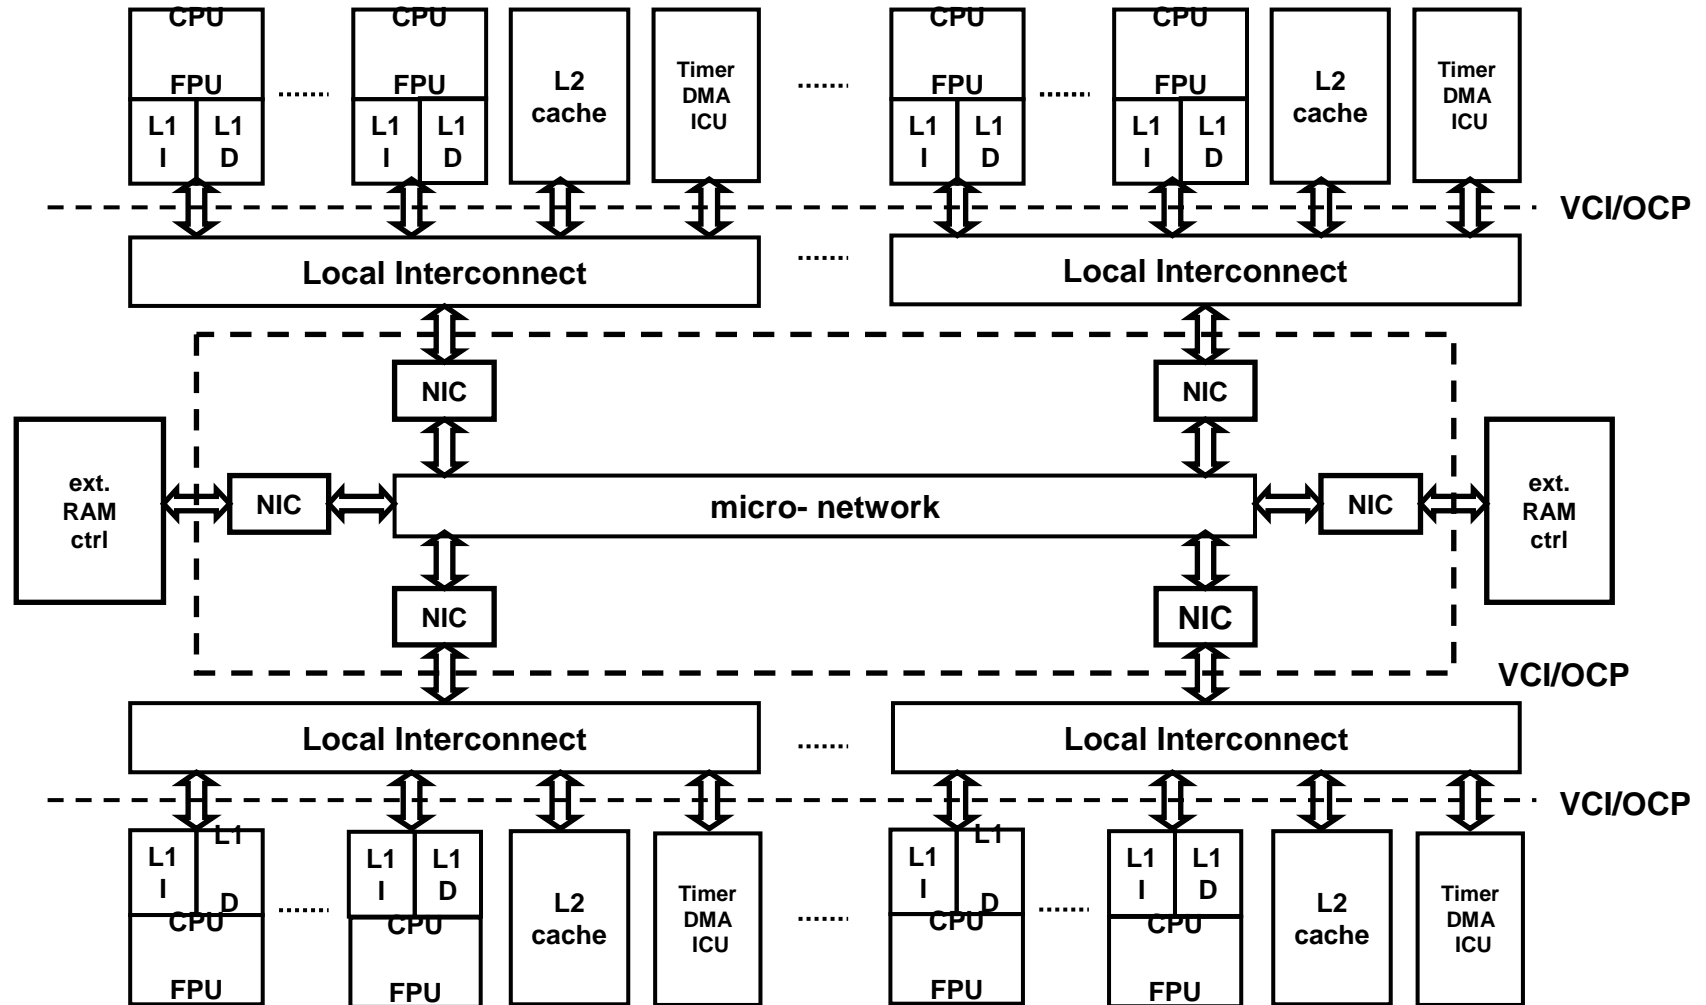 CPU
FPU
L1
I
L1
D
........
CPU
FPU
L1
I
L1
D
L2
cache
Timer
DMA
ICU
........
CPU
FPU
L1
I
L1
D
........
CPU
FPU
L1
I
L1
D
L2
cache
Timer
DMA
ICU
VCI/OCP
Local Interconnect
........
Local Interconnect
NIC
NIC
ext.
RAM
ctrl
NIC
micro- network
NIC
ext.
RAM
ctrl
NIC
NIC
VCI/OCP
Local Interconnect
........
Local Interconnect
VCI/OCP
L1
I
L1
D
CPU
FPU
........
L1
I
L1
D
CPU
FPU
L2
cache
Timer
DMA
ICU
........
L1
I
L1
D
CPU
FPU
........
L1
I
L1
D
CPU
FPU
L2
cache
Timer
DMA
ICU